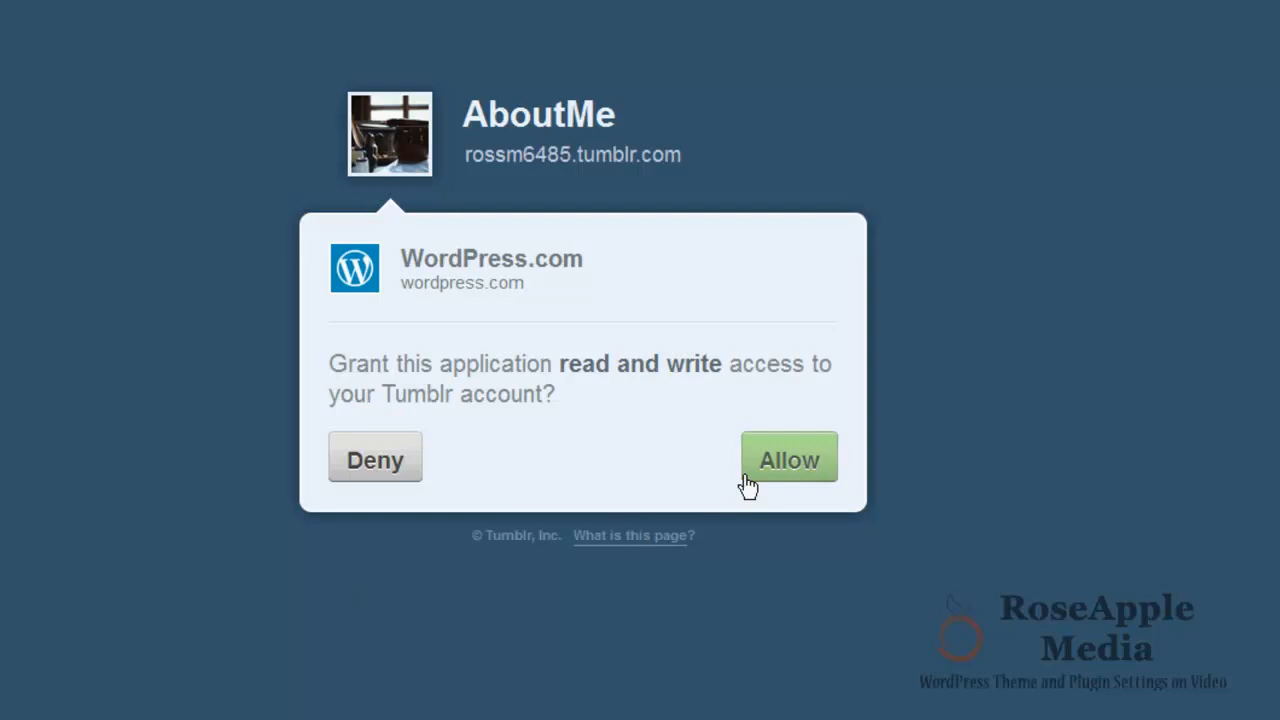 AboutMe
rossm6485.tumblr.com
WordPress.com
wordpress.com
Grant this application read and write access to
your Tumblr account?
Deny
Allow
© Tumblr, Inc. What is this page?
RoseApple
Media
WordPress Theme and Plugin Settings on Video